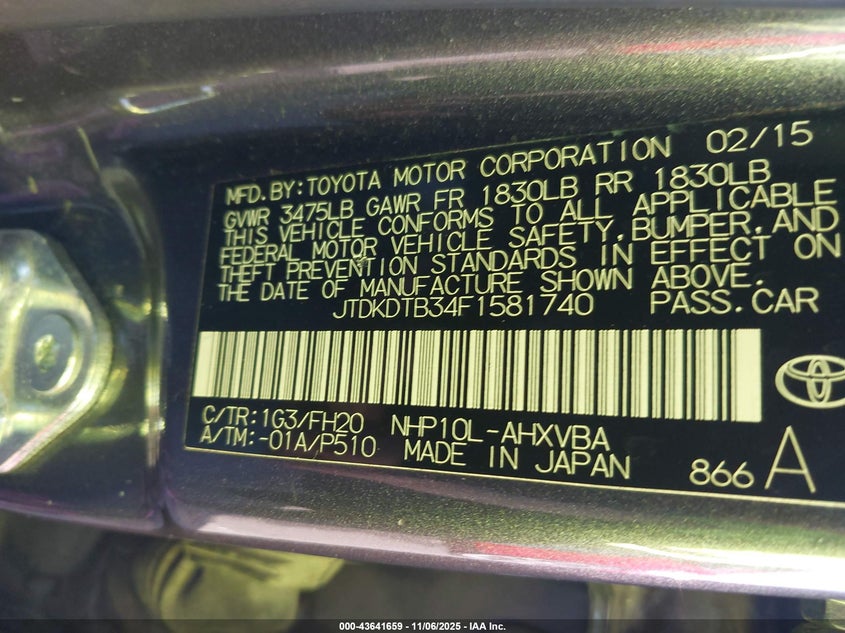 MFD.BY:TOYOTA MOTOR CORPORATION 02/15
GVWR 3475LB GAWR FR 1830LB RR 1830LB
THIS VEHICLE CONFORMS TO ALL APPLICABLE
FEDERAL MOTOR VEHICLE SAFETY,BUMPER,AND
THEFT PREVENTION STANDARDS IN EFFECT ON
THE DATE OF MANUFACTURE SHOWN ABOVE.
JTDKDTB34F1581740 PASS.CAR
C/TR:1G3/FH20 NHP10L-AHXVBA
A/TM:-01A/P510 MADE IN JAPAN 866 A
000-43641659 - 11/06/2025 - IAA Inc.